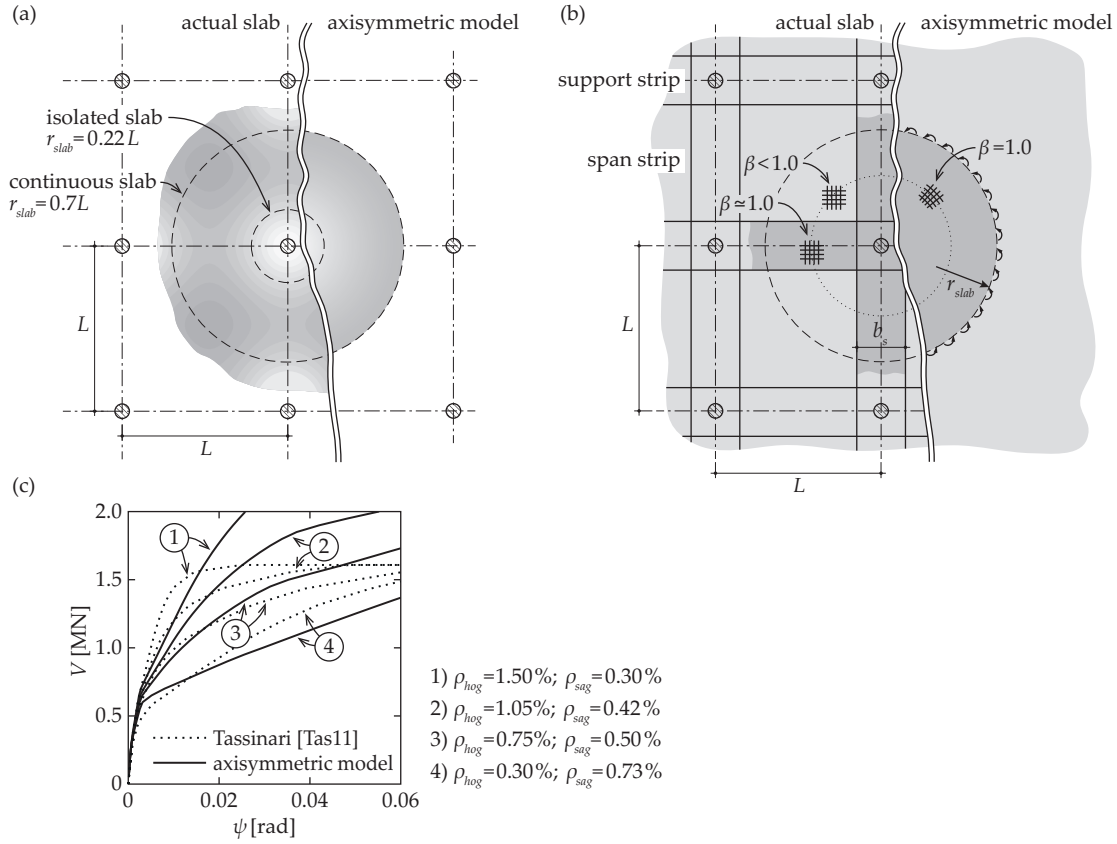 (a)
actual slab
axisymmetric model
isolated slab
r_slab=0.22L
continuous slab
r_slab=0.7L
L
L
(b)
actual slab
axisymmetric model
support strip
span strip
β<1.0
β≃1.0
β=1.0
r_slab
b_s
L
L
(c)
2.0
1.5
1.0
0.5
0
V [MN]
1
2
3
4
Tassinari [Tas11]
axisymmetric model
0
0.02
0.04
0.06
ψ [rad]
1) ρ_hog=1.50%; ρ_sag=0.30%
2) ρ_hog=1.05%; ρ_sag=0.42%
3) ρ_hog=0.75%; ρ_sag=0.50%
4) ρ_hog=0.30%; ρ_sag=0.73%